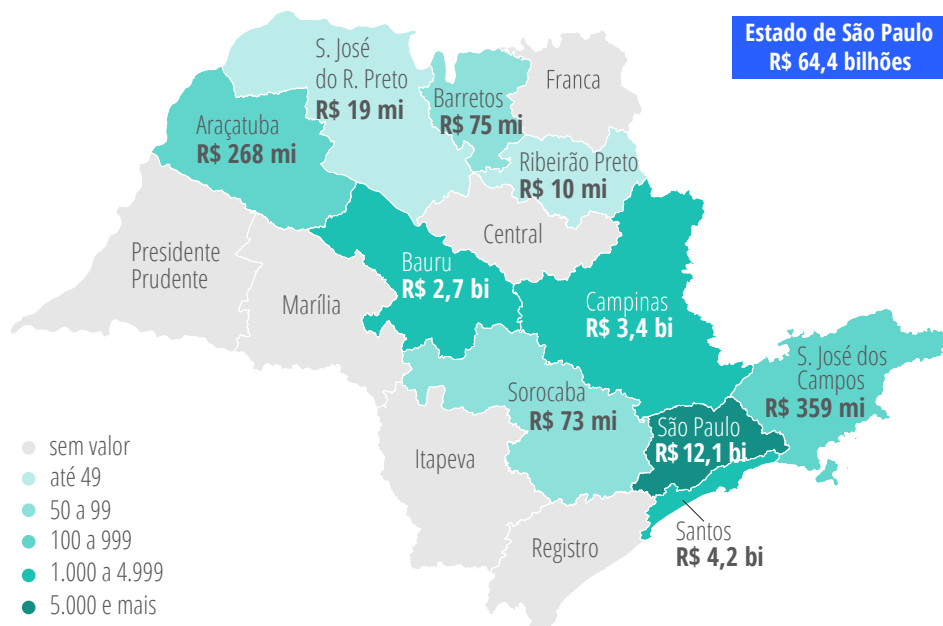 Estado de São Paulo
R$ 64,4 bilhões
S. José
do R. Preto
R$ 19 mi
Barretos
R$ 75 mi
Franca
Araçatuba
R$ 268 mi
Ribeirão Preto
R$ 10 mi
Central
Presidente
Prudente
Bauru
R$ 2,7 bi
Marília
Campinas
R$ 3,4 bi
S. José dos
Campos
R$ 359 mi
Sorocaba
R$ 73 mi
São Paulo
R$ 12,1 bi
Itapeva
Santos
R$ 4,2 bi
Registro
sem valor
até 49
50 a 99
100 a 999
1.000 a 4.999
5.000 e mais